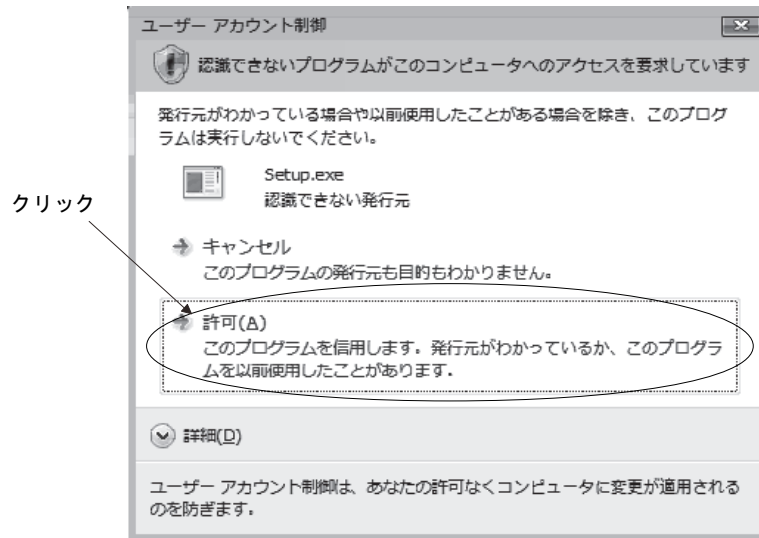 ユーザー アカウント制御
認識できないプログラムがこのコンピュータへのアクセスを要求しています
発行元がわかっている場合や以前使用したことがある場合を除き、このプログ
ラムは実行しないでください。
Setup.exe
認識できない発行元
クリック
キャンセル
このプログラムの発行元も目的もわかりません。
許可(A)
このプログラムを信用します。発行元がわかっているか、このプログラ
ムを以前使用したことがあります。
詳細(D)
ユーザー アカウント制御は、あなたの許可なくコンピュータに変更が適用される
のを防ぎます。